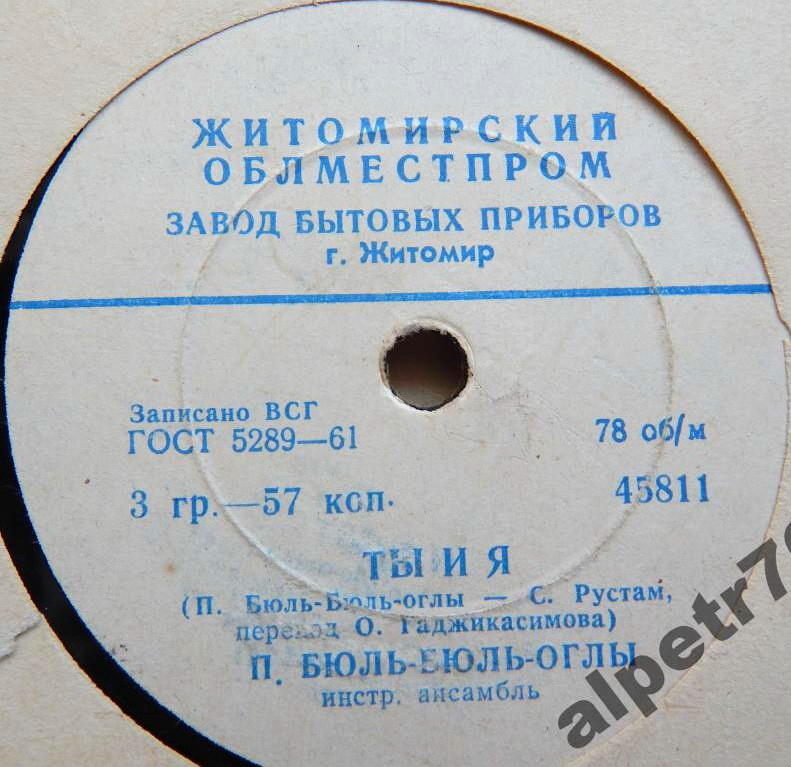 ЖИТОМИРСКИЙ
ОБЛМЕСТПРОМ
ЗАВОД БЫТОВЫХ ПРИБОРОВ
г. Житомир
Записано ВСГ
ГОСТ 5289—61
78 об/м
3 гр.—57 коп.
45811
ТЫ И Я
(П. Бюль-Бюль-оглы — С. Рустам,
перевод О. Гаджикасимова)
П. БЮЛЬ-БЮЛЬ-ОГЛЫ
инстр. ансамбль